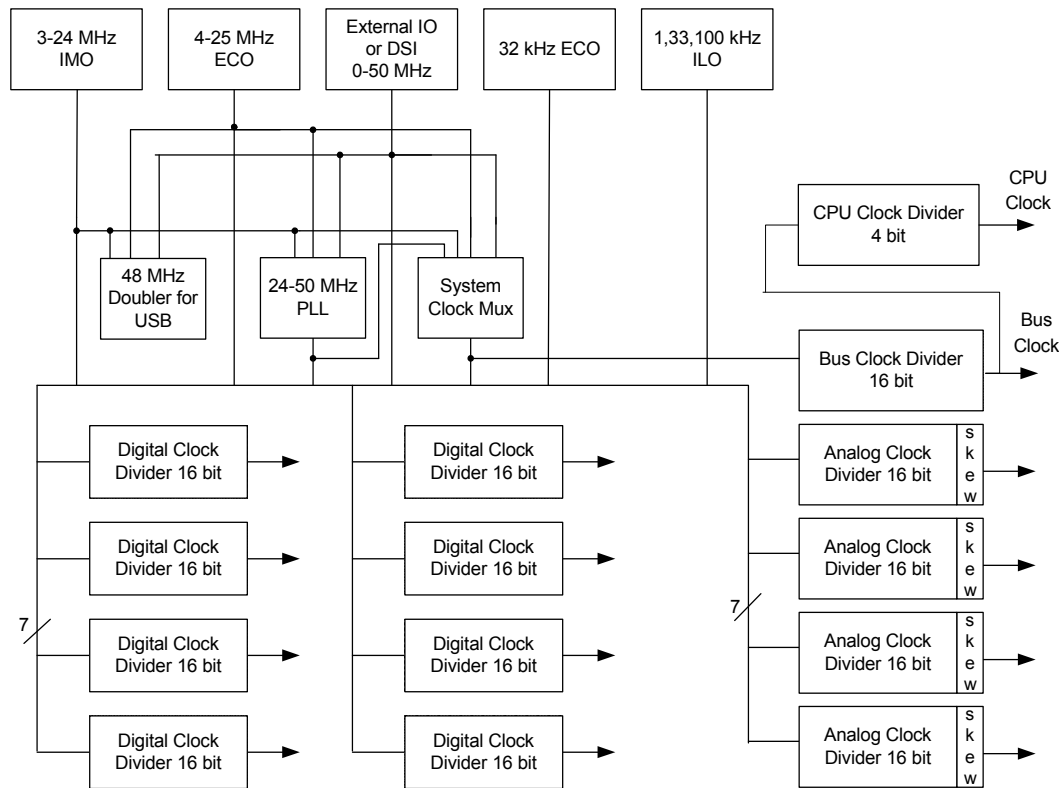 3-24 MHz
IMO
4-25 MHz
ECO
External IO
or DSI
0-50 MHz
32 kHz ECO
1,33,100 kHz
ILO
CPU
Clock
CPU Clock Divider
4 bit
48 MHz
Doubler for
USB
24-50 MHz
PLL
System
Clock Mux
Bus
Clock
Bus Clock Divider
16 bit
Digital Clock
Divider 16 bit
Digital Clock
Divider 16 bit
Analog Clock
Divider 16 bit
skew
Digital Clock
Divider 16 bit
Digital Clock
Divider 16 bit
Analog Clock
Divider 16 bit
skew
7
7
Digital Clock
Divider 16 bit
Digital Clock
Divider 16 bit
Analog Clock
Divider 16 bit
skew
Digital Clock
Divider 16 bit
Digital Clock
Divider 16 bit
Analog Clock
Divider 16 bit
skew